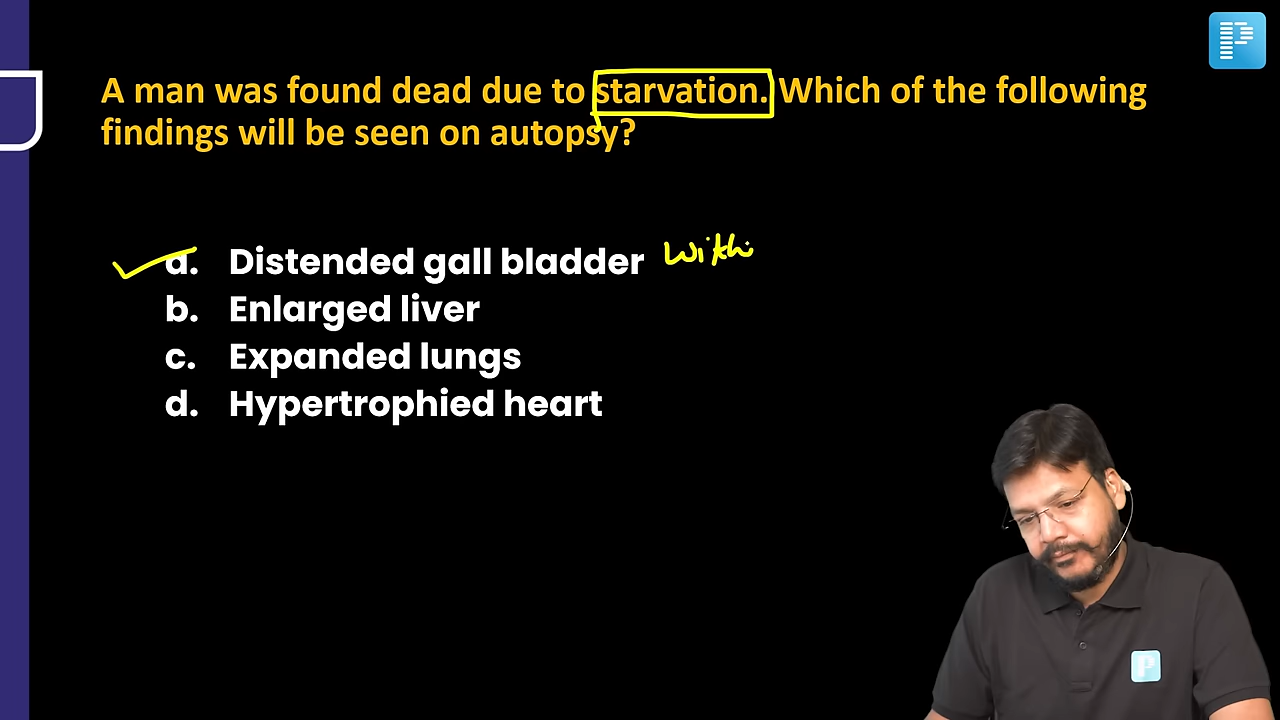 A man was found dead due to starvation. Which of the following
findings will be seen on autopsy?
a. Distended gall bladder with
b. Enlarged liver
c. Expanded lungs
d. Hypertrophied heart